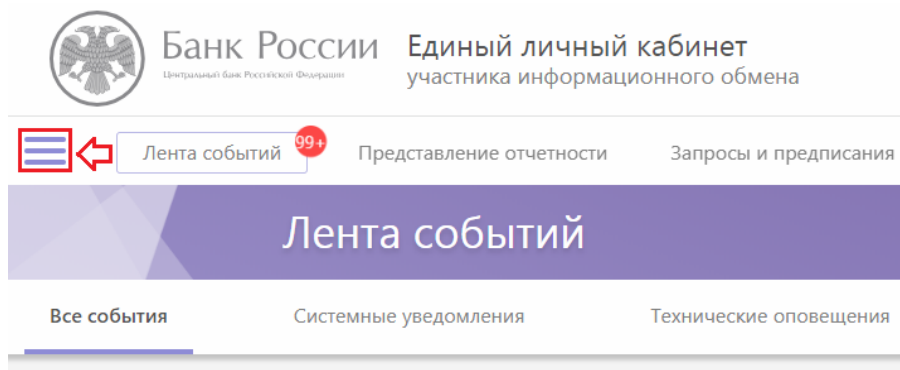 Банк России
Центральный банк Российской Федерации
Единый личный кабинет
участника информационного обмена
Лента событий 99+ Представление отчетности Запросы и предписания
Лента событий
Все события Системные уведомления Технические оповещения